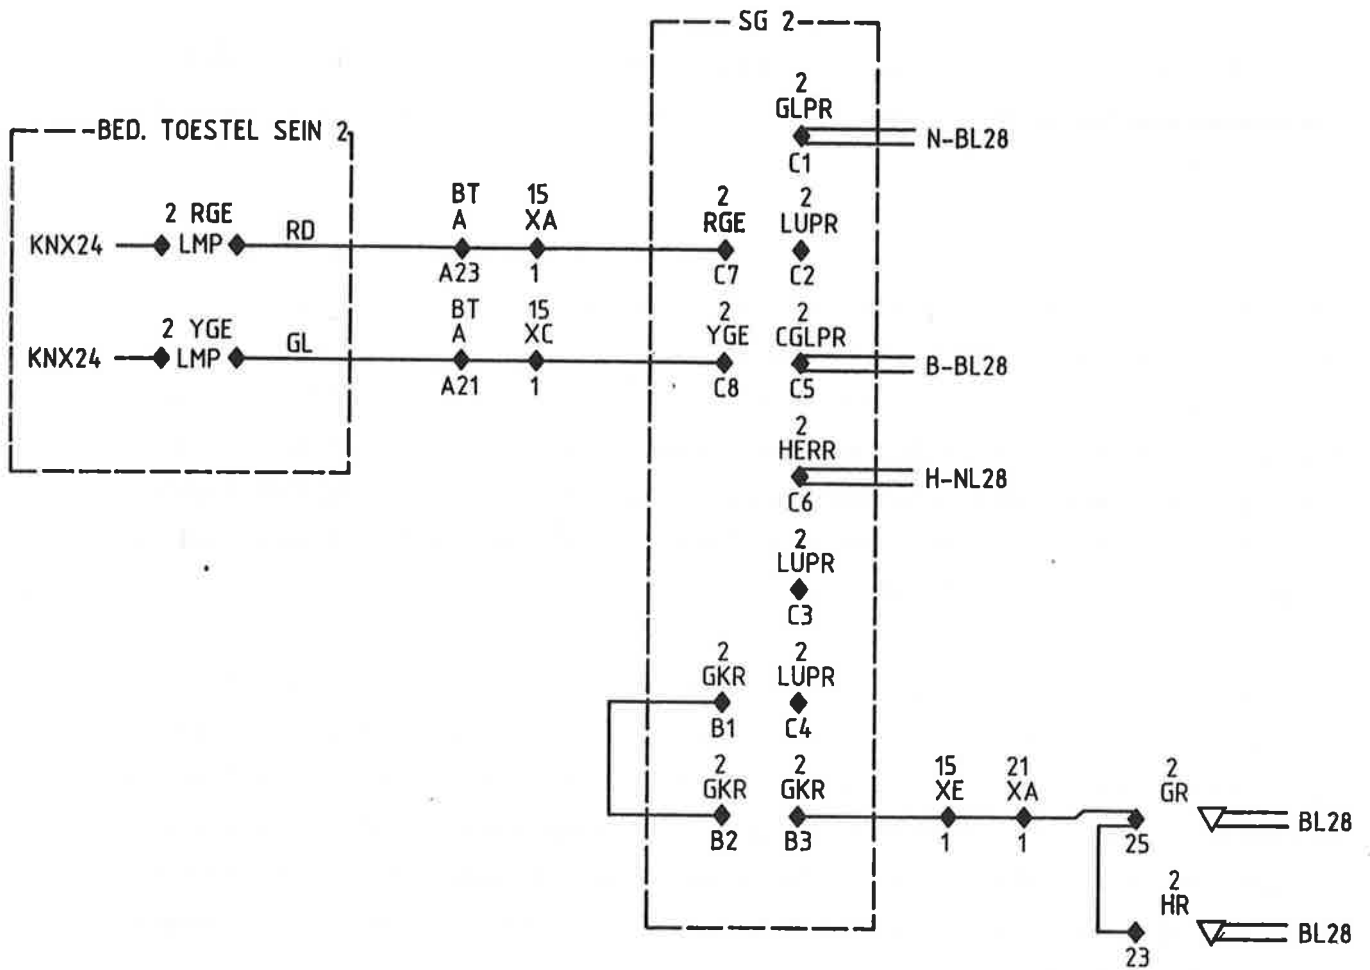 SG 2
2
GLPR
C1
N-BL28
BED. TOESTEL SEIN 2
KNX24
2 RGE
LMP
RD
BT
A
A23
15
XA
1
2
RGE
C7
2
LUPR
C2
KNX24
2 YGE
LMP
GL
BT
A
A21
15
XC
1
2
YGE
C8
2
CGLPR
C5
B-BL28
2
HERR
C6
H-NL28
2
LUPR
C3
2
GKR
B1
2
LUPR
C4
2
GKR
B2
2
GKR
B3
15
XE
1
21
XA
1
2
GR
25
BL28
2
HR
23
BL28